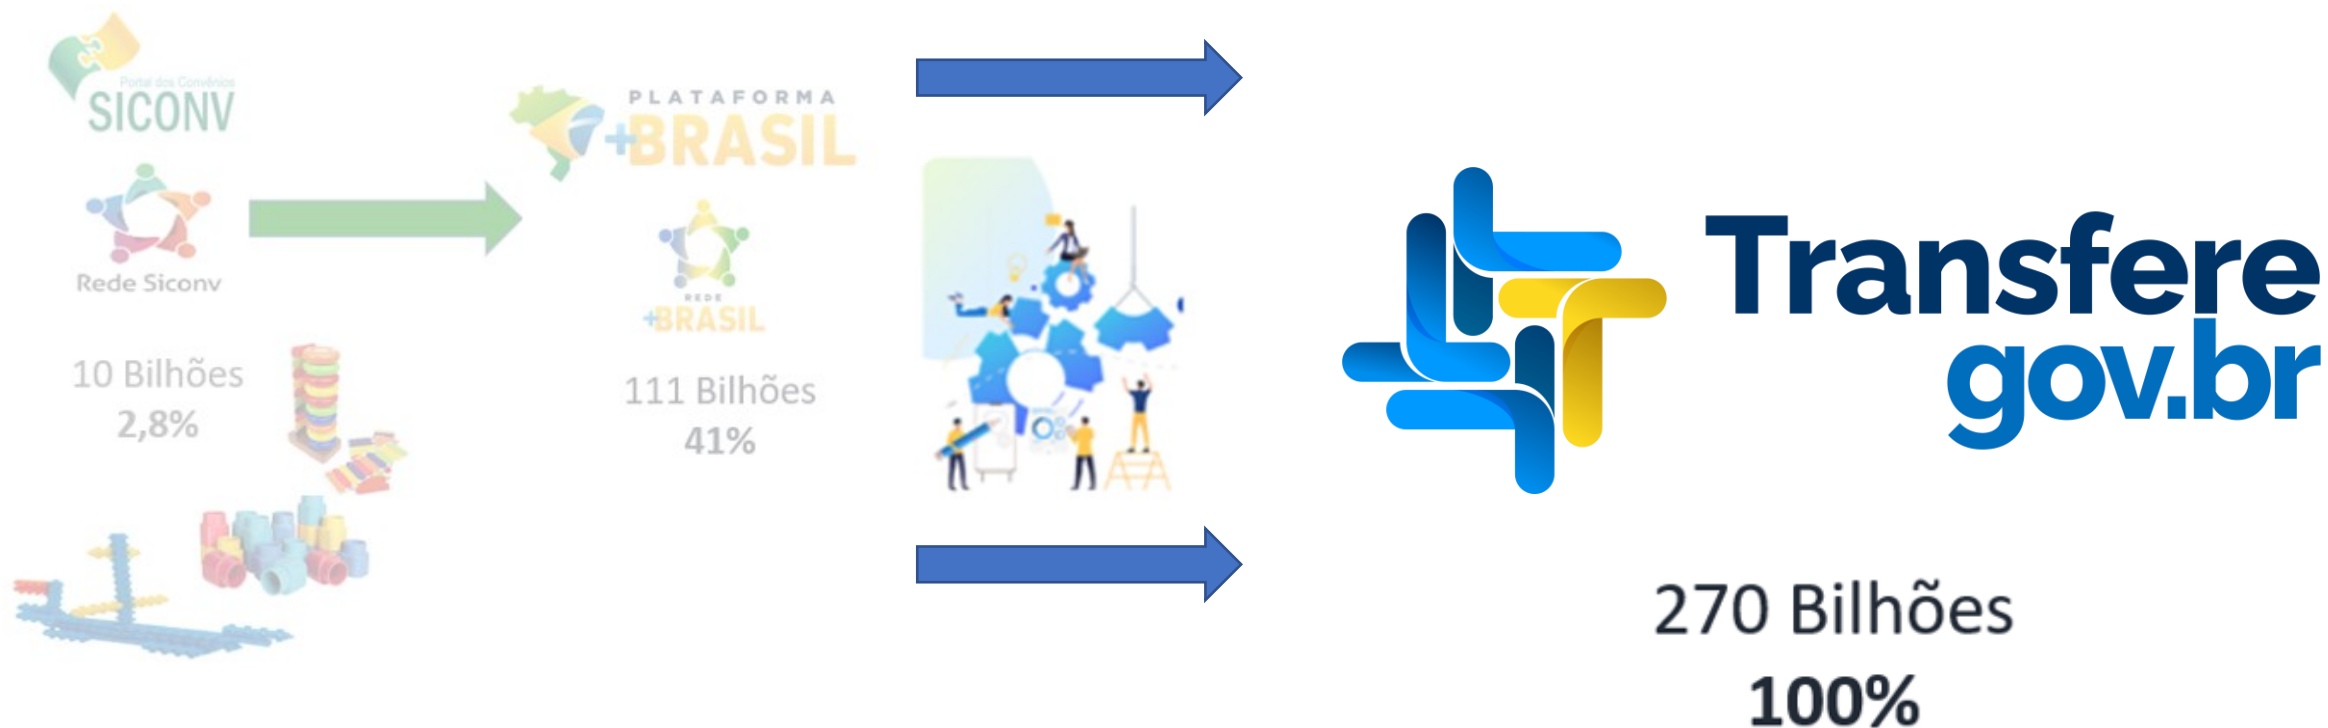 Portal dos Convênios
SICONV
Rede Siconv
10 Bilhões
2,8%
PLATAFORMA
+BRASIL
REDE
+BRASIL
111 Bilhões
41%
Transfere
gov.br
270 Bilhões
100%